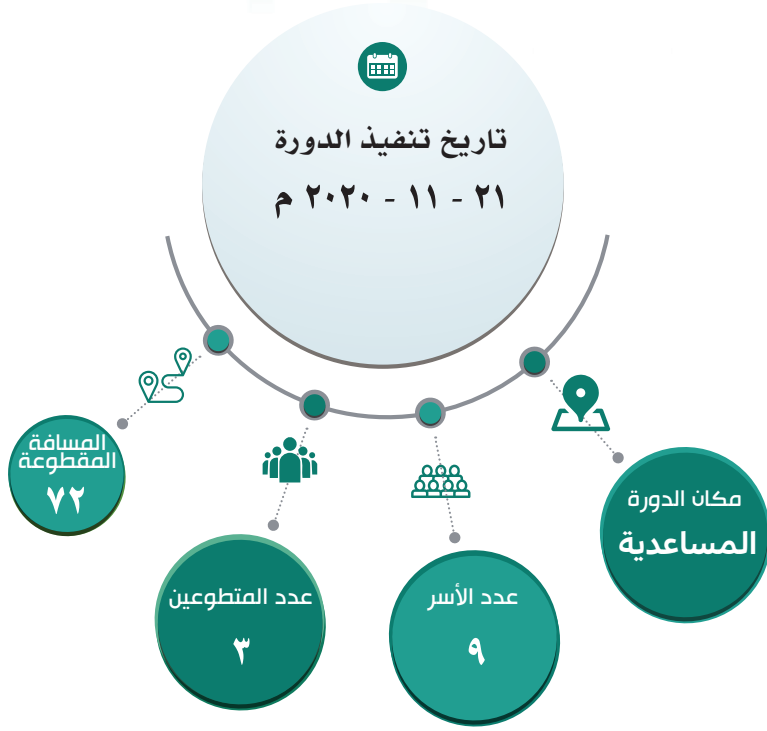 تاريخ تنفيذ الدورة
٢١ - ١١ - ٢٠٢٠ م
مكان الدورة
المساعدية
عدد الأسر
٩
عدد المتطوعين
٣
المسافة
المقطوعة
٧٢